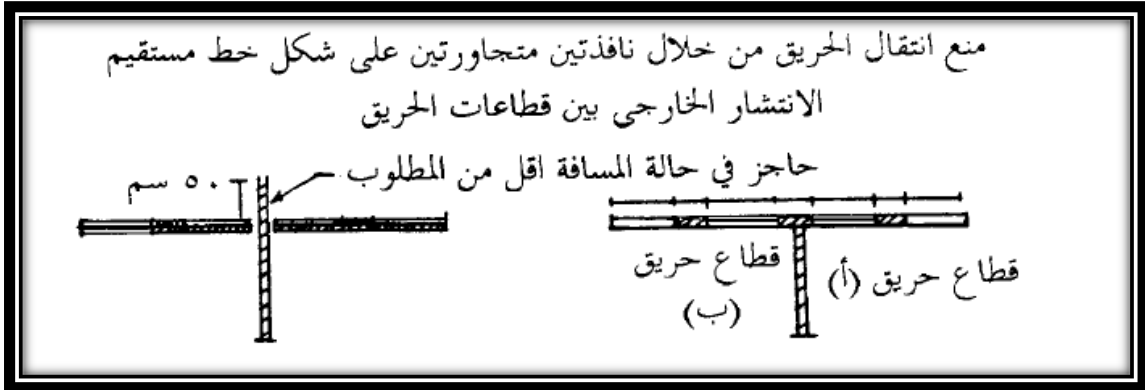 منع انتقال الحريق من خلال نافذتين متجاورتين على شكل خط مستقيم
الانتشار الخارجي بين قطاعات الحريق
حاجز في حالة المسافة اقل من المطلوب
٥٠ سم
قطاع حريق (أ)
قطاع حريق
(ب)